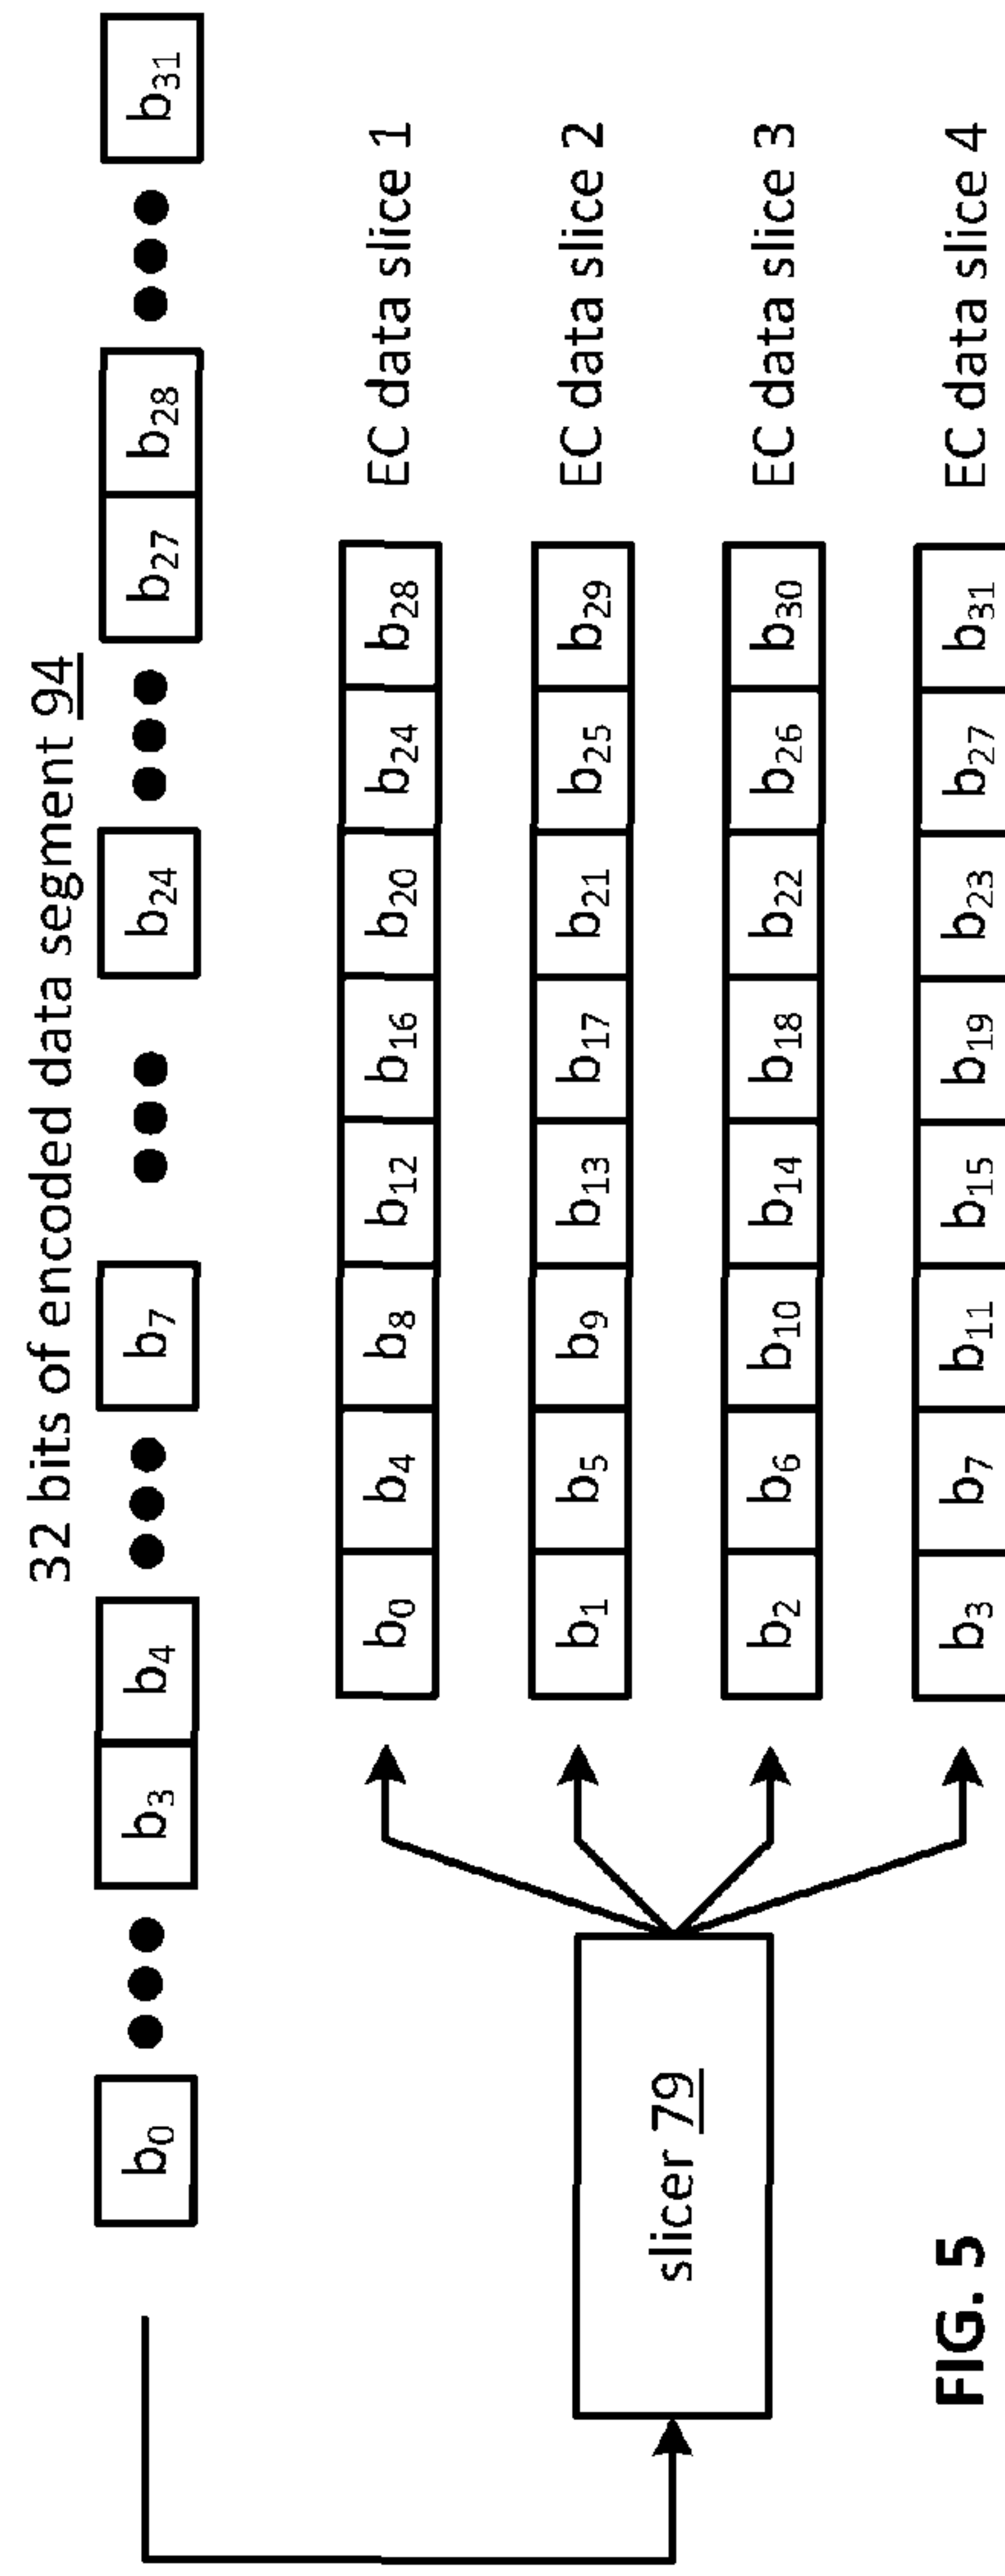 32 bits of encoded data segment 94
b0 b3 b4 b7 b24 b27 b28 b31
b0 b4 b8 b12 b16 b20 b24 b28 EC data slice 1
b1 b5 b9 b13 b17 b21 b25 b29 EC data slice 2
slicer 79
b2 b6 b10 b14 b18 b22 b26 b30 EC data slice 3
b3 b7 b11 b15 b19 b23 b27 b31 EC data slice 4
FIG. 5